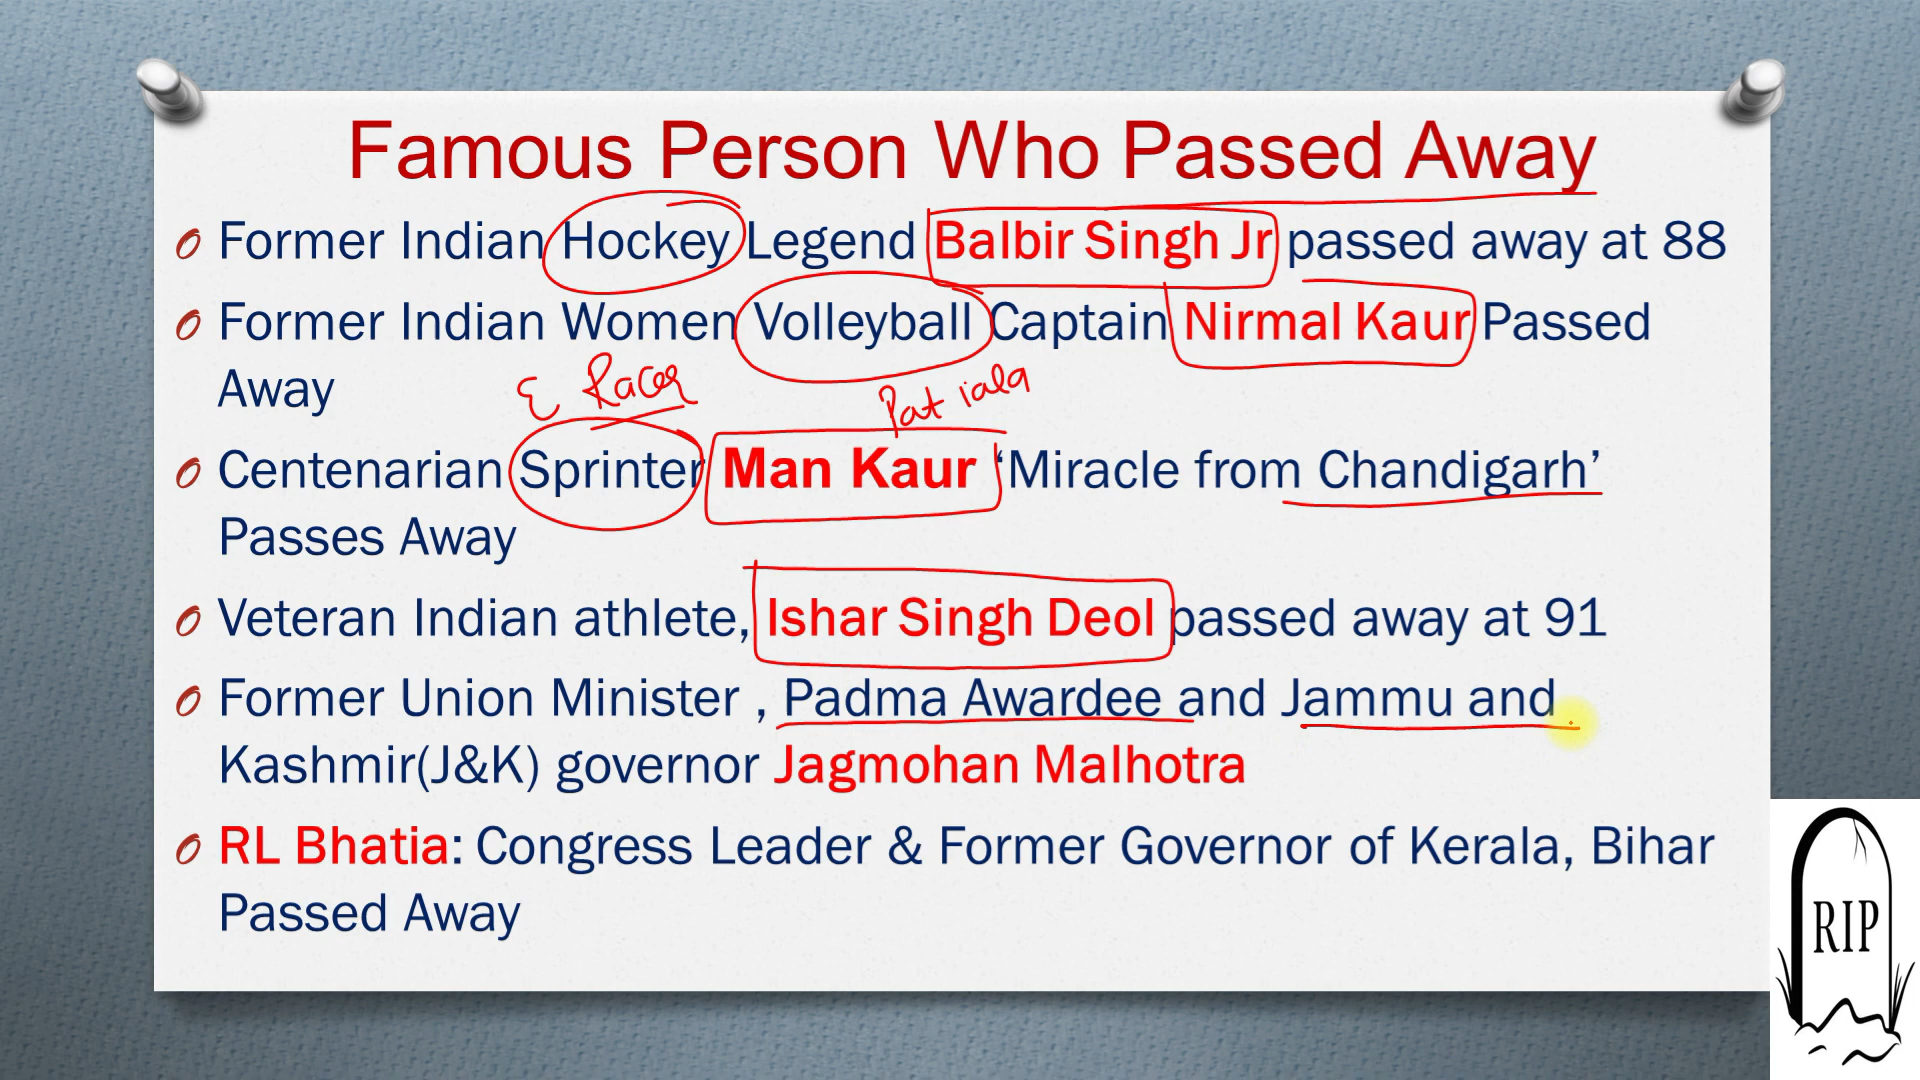 Famous Person Who Passed Away
Former Indian Hockey Legend Balbir Singh Jr passed away at 88
Former Indian Women Volleyball Captain Nirmal Kaur Passed
Away
Racer
Patiala
Centenarian Sprinter Man Kaur ‘Miracle from Chandigarh’
Passes Away
Veteran Indian athlete, Ishar Singh Deol passed away at 91
Former Union Minister , Padma Awardee and Jammu and
Kashmir(J&K) governor Jagmohan Malhotra
RL Bhatia: Congress Leader & Former Governor of Kerala, Bihar
Passed Away
RIP